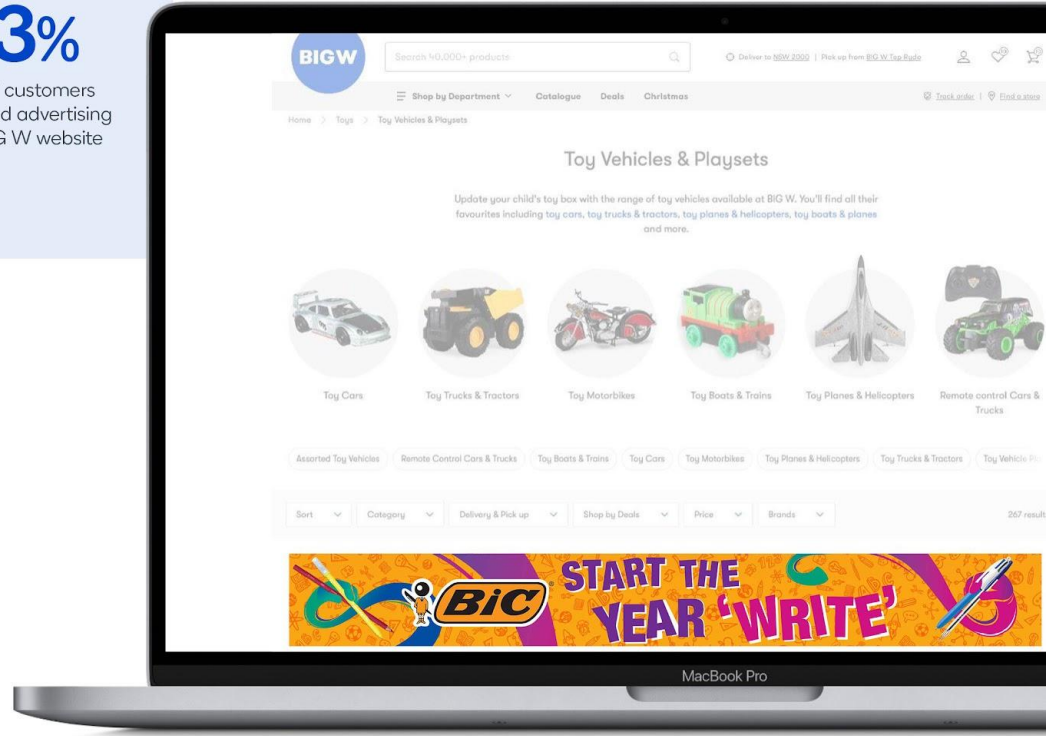 3%
customers
d advertising
G W website
BIG W
Search 40,000+ products
Deliver to NSW 2000 | Pick up from BIG W Top Ryde
Shop by Department
Catalogue
Deals
Christmas
Track order | Find a store
Home > Toys > Toy Vehicles & Playsets
Toy Vehicles & Playsets
Update your child's toy box with the range of toy vehicles available at BIG W. You'll find all their
favourites including toy cars, toy trucks & tractors, toy planes & helicopters, toy boats & planes
and more.
Toy Cars
Toy Trucks & Tractors
Toy Motorbikes
Toy Boats & Trains
Toy Planes & Helicopters
Remote control Cars &
Trucks
Assorted Toy Vehicles
Remote Control Cars & Trucks
Toy Boats & Trains
Toy Cars
Toy Motorbikes
Toy Planes & Helicopters
Toy Trucks & Tractors
Toy Vehicle
Sort
Category
Delivery & Pick up
Shop by Deals
Price
Brands
267 result
BiC
START THE
YEAR 'WRITE'
MacBook Pro